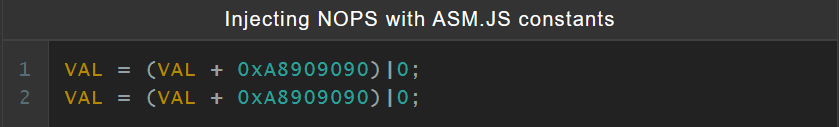 Injecting NOPS with ASM.JS constants
1 VAL = (VAL + 0xA8909090)|0;
2 VAL = (VAL + 0xA8909090)|0;